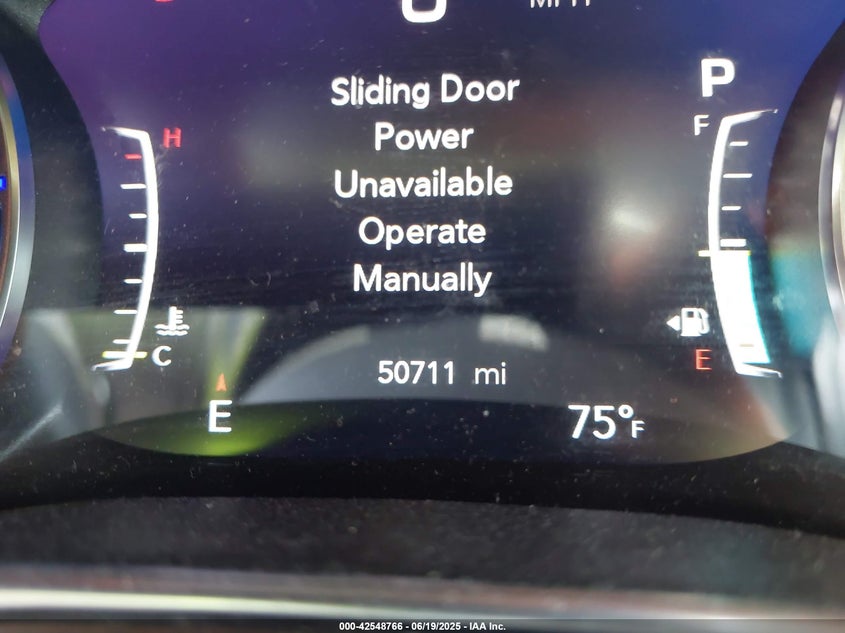 Sliding Door
Power
Unavailable
Operate
Manually
P
H
C
F
E
50711 mi
E
75°F
000-42548766 - 06/19/2025 - IAA Inc.